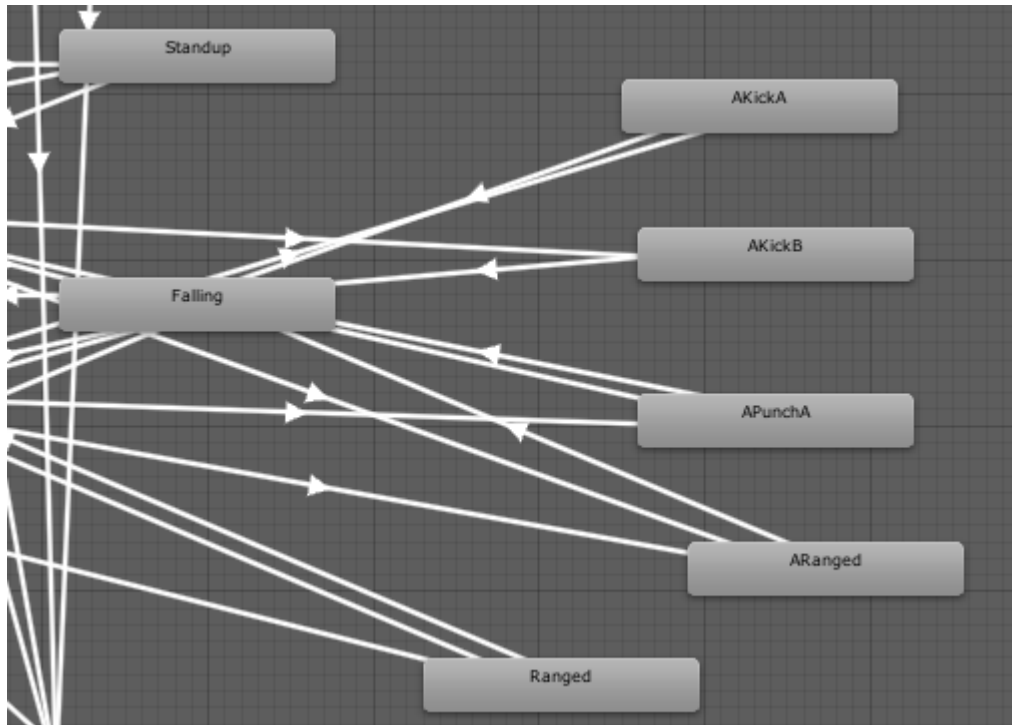 Standup
AKickA
AKickB
Falling
APunchA
ARanged
Ranged